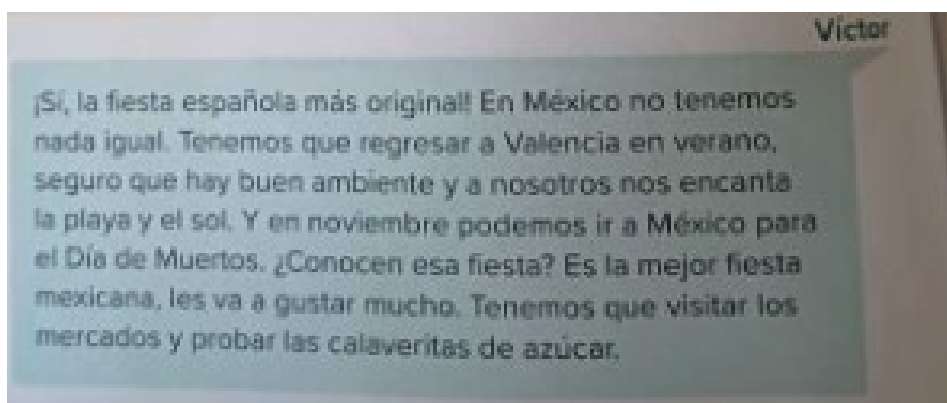 Víctor
¡Sí, la fiesta española más original! En México no tenemos
nada igual. Tenemos que regresar a Valencia en verano,
seguro que hay buen ambiente y a nosotros nos encanta
la playa y el sol. Y en noviembre podemos ir a México para
el Día de Muertos. ¿Conocen esa fiesta? Es la mejor fiesta
mexicana, les va a gustar mucho. Tenemos que visitar los
mercados y probar las calaveritas de azúcar.